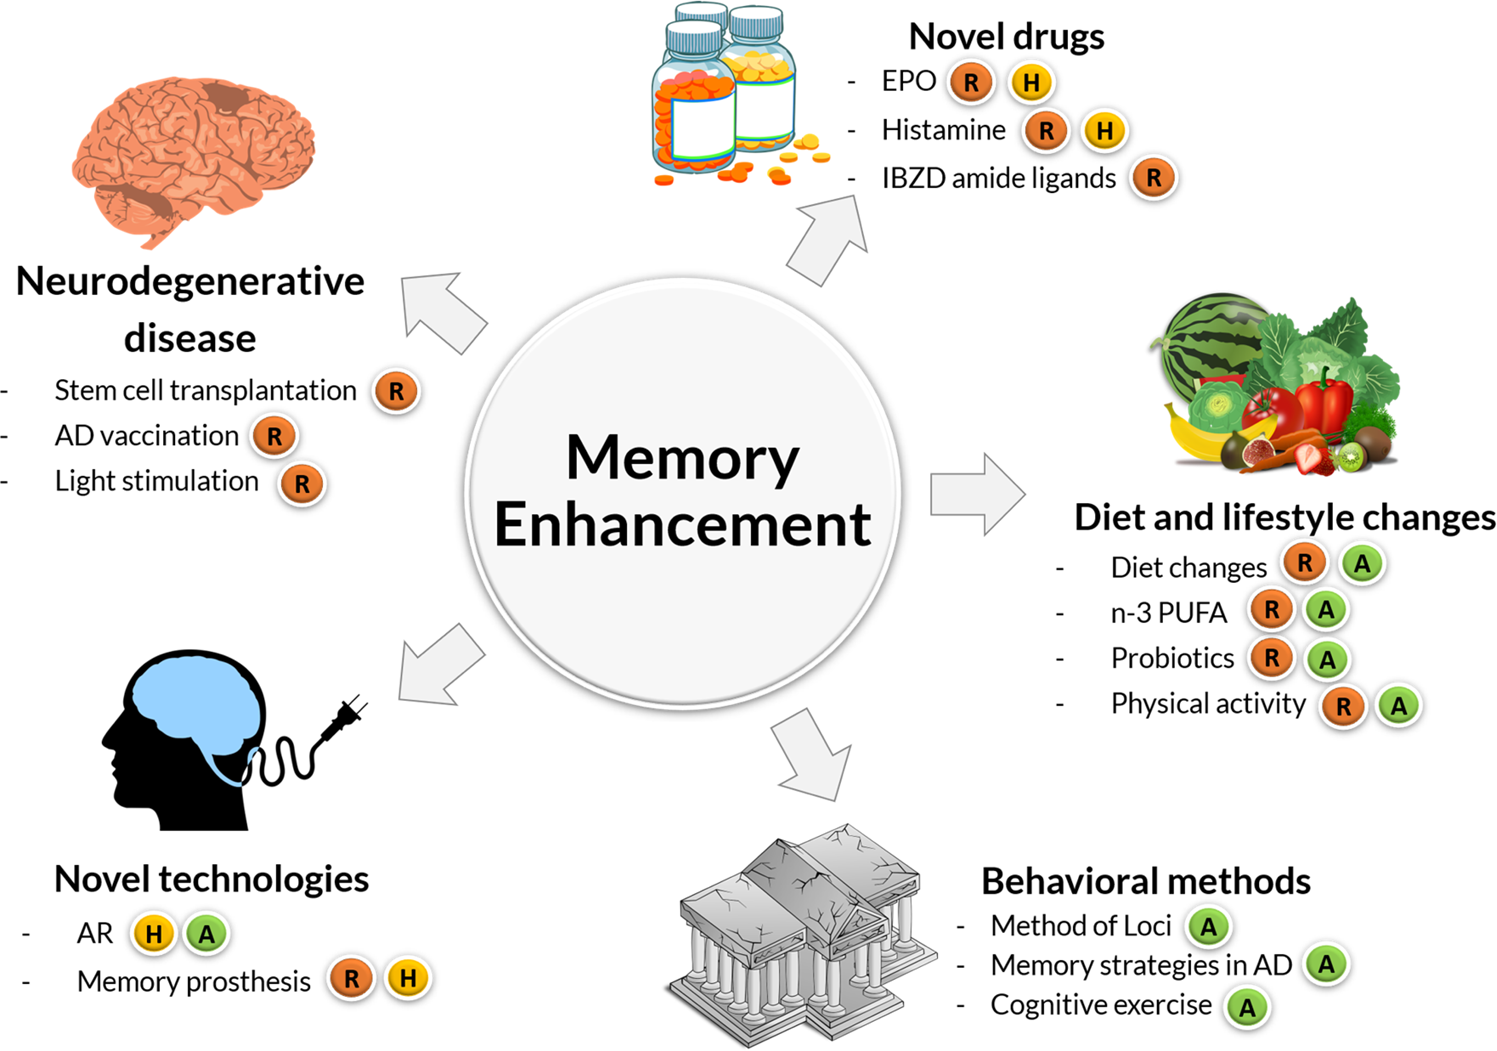 Novel drugs
- EPO R H
- Histamine R H
- IBZD amide ligands R
Neurodegenerative
disease
- Stem cell transplantation R
- AD vaccination R
- Light stimulation R
Memory
Enhancement
Diet and lifestyle changes
- Diet changes R A
- n-3 PUFA R A
- Probiotics R A
- Physical activity R A
Novel technologies
- AR H A
- Memory prosthesis R H
Behavioral methods
- Method of Loci A
- Memory strategies in AD A
- Cognitive exercise A